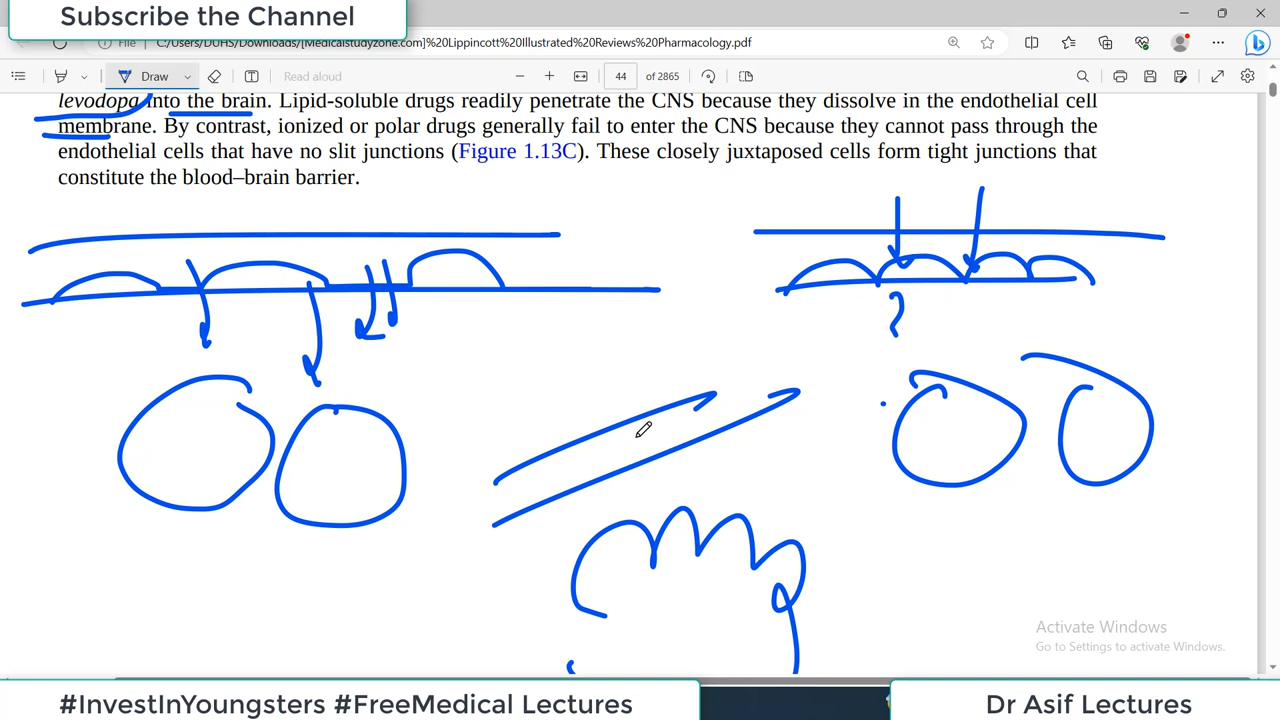 Subscribe the Channel
File C:/Users/DUHS/Downloads/[Medicalstudyzone.com]%20Lippincott%20Illustrated%20Reviews%20Pharmacology.pdf
Draw Read aloud 44 of 2865
levodopa into the brain. Lipid-soluble drugs readily penetrate the CNS because they dissolve in the endothelial cell
membrane. By contrast, ionized or polar drugs generally fail to enter the CNS because they cannot pass through the
endothelial cells that have no slit junctions (Figure 1.13C). These closely juxtaposed cells form tight junctions that
constitute the blood–brain barrier.
?
Activate Windows
Go to Settings to activate Windows.
#InvestInYoungsters #FreeMedical Lectures
Dr Asif Lectures